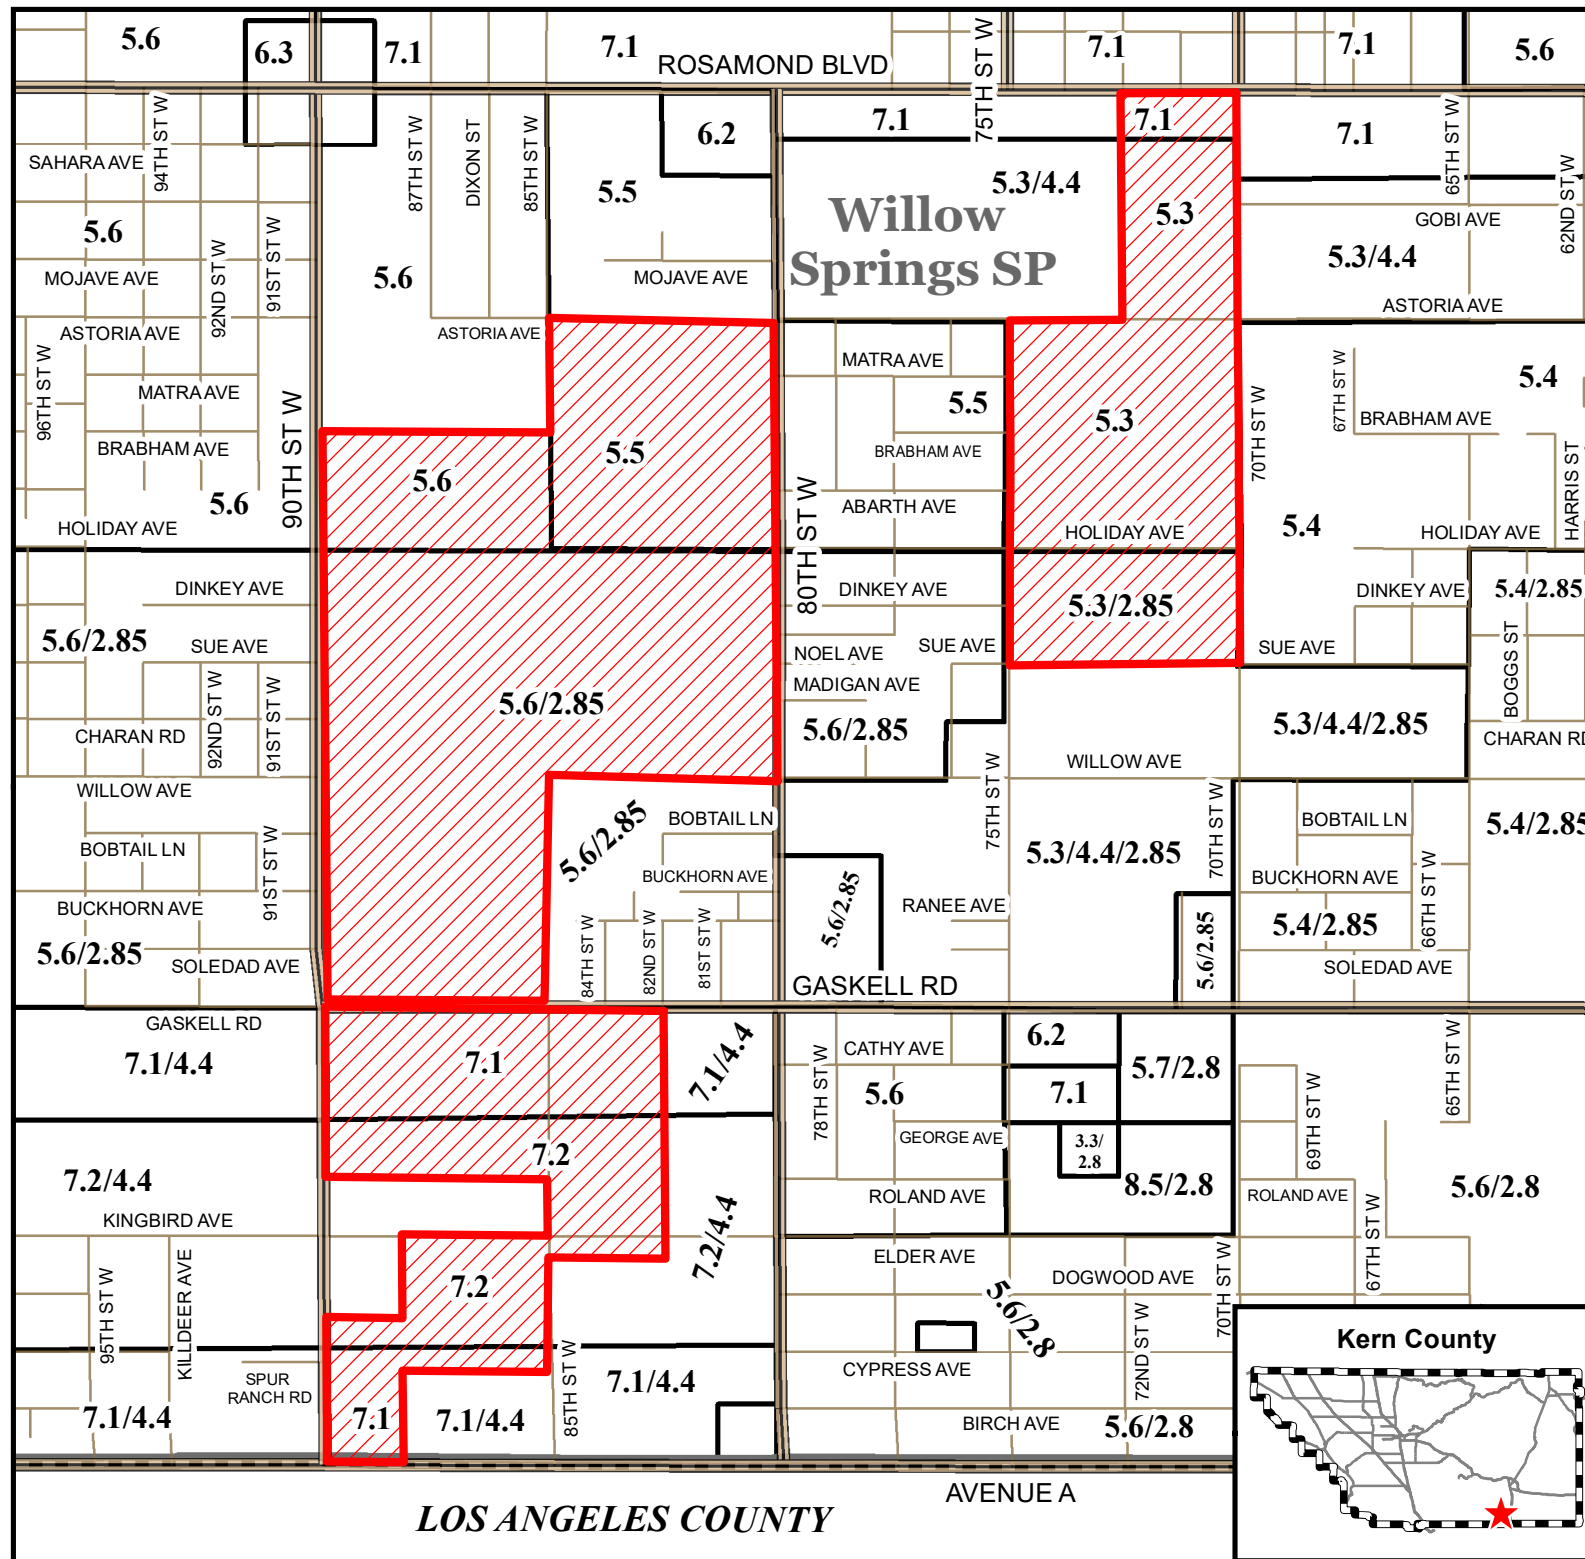 5.6
6.3
7.1
7.1
ROSAMOND BLVD
75TH ST W
7.1
7.1
5.6
94TH ST W
SAHARA AVE
87TH ST W
DIXON ST
85TH ST W
6.2
7.1
7.1
7.1
65TH ST W
62ND ST W
5.5
5.3/4.4
5.3
Willow
Springs SP
GOBI AVE
5.3/4.4
5.6
92ND ST W
91ST ST W
MOJAVE AVE
5.6
MOJAVE AVE
ASTORIA AVE
ASTORIA AVE
ASTORIA AVE
96TH ST W
MATRA AVE
BRABHAM AVE
90TH ST W
5.6
HOLIDAY AVE
5.6
5.5
MATRA AVE
5.5
BRABHAM AVE
ABARTH AVE
80TH ST W
5.3
HOLIDAY AVE
70TH ST W
67TH ST W
5.4
BRABHAM AVE
HARRIS ST
5.4
HOLIDAY AVE
DINKEY AVE
5.6/2.85
SUE AVE
92ND ST W
91ST ST W
CHARAN RD
WILLOW AVE
5.6/2.85
DINKEY AVE
NOEL AVE
SUE AVE
MADIGAN AVE
5.6/2.85
5.3/2.85
DINKEY AVE
5.4/2.85
SUE AVE
BOGGS ST
5.3/4.4/2.85
CHARAN RD
WILLOW AVE
75TH ST W
70TH ST W
BOBTAIL LN
91ST ST W
BUCKHORN AVE
5.6/2.85
SOLEDAD AVE
5.6/2.85
BOBTAIL LN
BUCKHORN AVE
84TH ST W
82ND ST W
81ST ST W
5.6/2.85
RANEE AVE
5.3/4.4/2.85
5.6/2.85
BOBTAIL LN
5.4/2.85
BUCKHORN AVE
66TH ST W
5.4/2.85
SOLEDAD AVE
GASKELL RD
GASKELL RD
7.1/4.4
7.1
7.1/4.4
78TH ST W
CATHY AVE
5.6
GEORGE AVE
ROLAND AVE
6.2
7.1
5.7/2.8
3.3/
2.8
8.5/2.8
69TH ST W
65TH ST W
ROLAND AVE
5.6/2.8
67TH ST W
7.2/4.4
KINGBIRD AVE
7.2
7.2/4.4
ELDER AVE
DOGWOOD AVE
70TH ST W
95TH ST W
KILLDEER AVE
7.2
5.6/2.8
72ND ST W
CYPRESS AVE
SPUR
RANCH RD
7.1/4.4
7.1
7.1/4.4
85TH ST W
7.1/4.4
BIRCH AVE
5.6/2.8
Kern County
AVENUE A
LOS ANGELES COUNTY